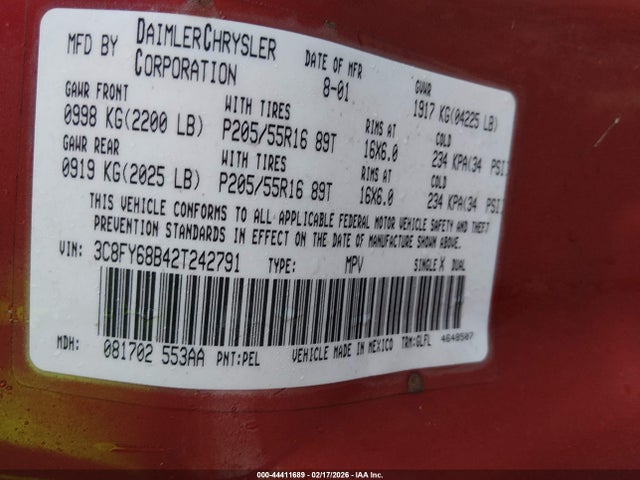 MFD BY DAIMLERCHRYSLER CORPORATION DATE OF MFR 8-01 GVWR 1917 KG(04225 LB)
GAWR FRONT WITH TIRES RIMS AT COLD
0998 KG(2200 LB) P205/55R16 89T 16X6.0 234 KPA(34 PSI)
GAWR REAR WITH TIRES RIMS AT COLD
0919 KG(2025 LB) P205/55R16 89T 16X6.0 234 KPA(34 PSI)
THIS VEHICLE CONFORMS TO ALL APPLICABLE FEDERAL MOTOR VEHICLE SAFETY AND THEFT
PREVENTION STANDARDS IN EFFECT ON THE DATE OF MANUFACTURE SHOWN ABOVE.
VIN: 3C8FY68B42T242791 TYPE: MPV SINGLE X DUAL
MDH: 081702 553AA PNT:PEL VEHICLE MADE IN MEXICO TRM:GLFL 4648507
000-44411689 - 02/17/2026 - IAA Inc.